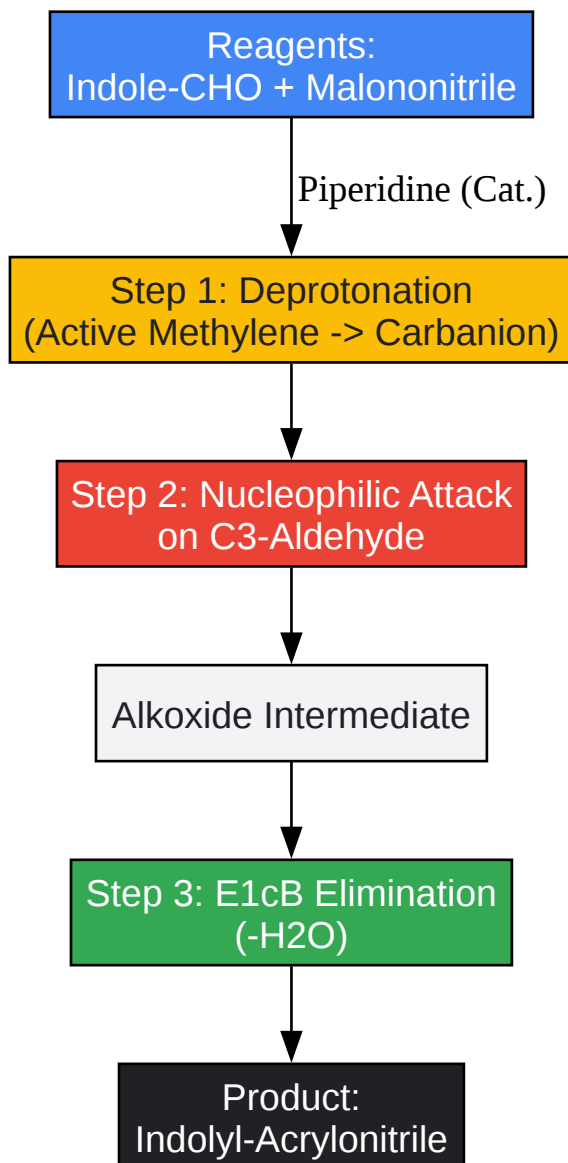 Reagents:
Indole-CHO + Malononitrile
Piperidine (Cat.)
Step 1: Deprotonation
(Active Methylene -> Carbanion)
Step 2: Nucleophilic Attack
on C3-Aldehyde
Alkoxide Intermediate
Step 3: E1cB Elimination
(-H2O)
Product:
Indolyl-Acrylonitrile